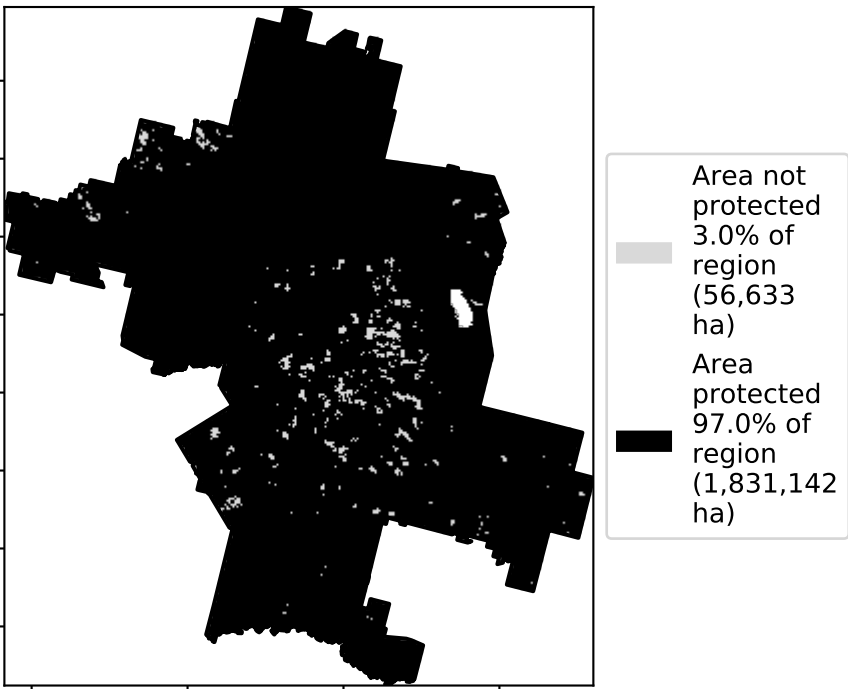 Area not
protected
3.0% of
region
(56,633
ha)
Area
protected
97.0% of
region
(1,831,142
ha)